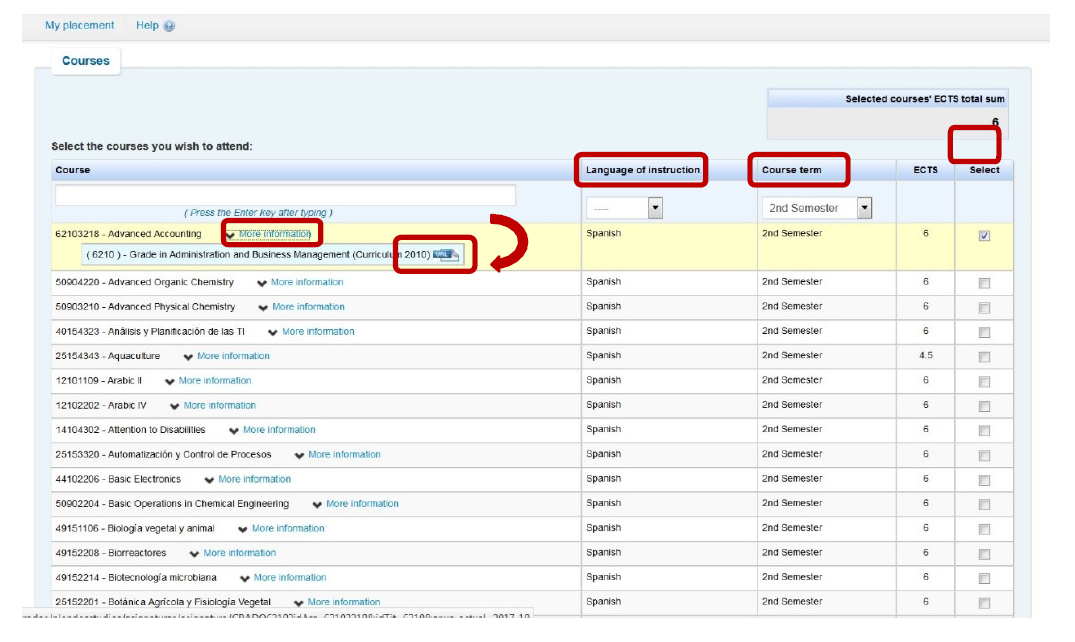 My placement Help
Courses
Selected courses' ECTS total sum
6
Select the courses you wish to attend:
Course Language of instruction Course term ECTS Select
( Press the Enter key after typing ) ---- 2nd Semester
62103218 - Advanced Accounting More information Spanish 2nd Semester 6
( 6210 ) - Grade in Administration and Business Management (Curriculum 2010)
50904220 - Advanced Organic Chemistry More information Spanish 2nd Semester 6
50903210 - Advanced Physical Chemistry More information Spanish 2nd Semester 6
40154323 - Análisis y Planificación de las TI More information Spanish 2nd Semester 6
25154343 - Aquaculture More information Spanish 2nd Semester 4.5
12101109 - Arabic II More information Spanish 2nd Semester 6
12102202 - Arabic IV More information Spanish 2nd Semester 6
14104302 - Attention to Disabilities More information Spanish 2nd Semester 6
25153320 - Automatización y Control de Procesos More information Spanish 2nd Semester 6
44102206 - Basic Electronics More information Spanish 2nd Semester 6
50902204 - Basic Operations in Chemical Engineering More information Spanish 2nd Semester 6
49151106 - Biología vegetal y animal More information Spanish 2nd Semester 6
49152208 - Biorreactores More information Spanish 2nd Semester 6
49152214 - Biotecnología microbiana More information Spanish 2nd Semester 6
25152201 - Botánica Agrícola y Fisiología Vegetal More information Spanish 2nd Semester 6